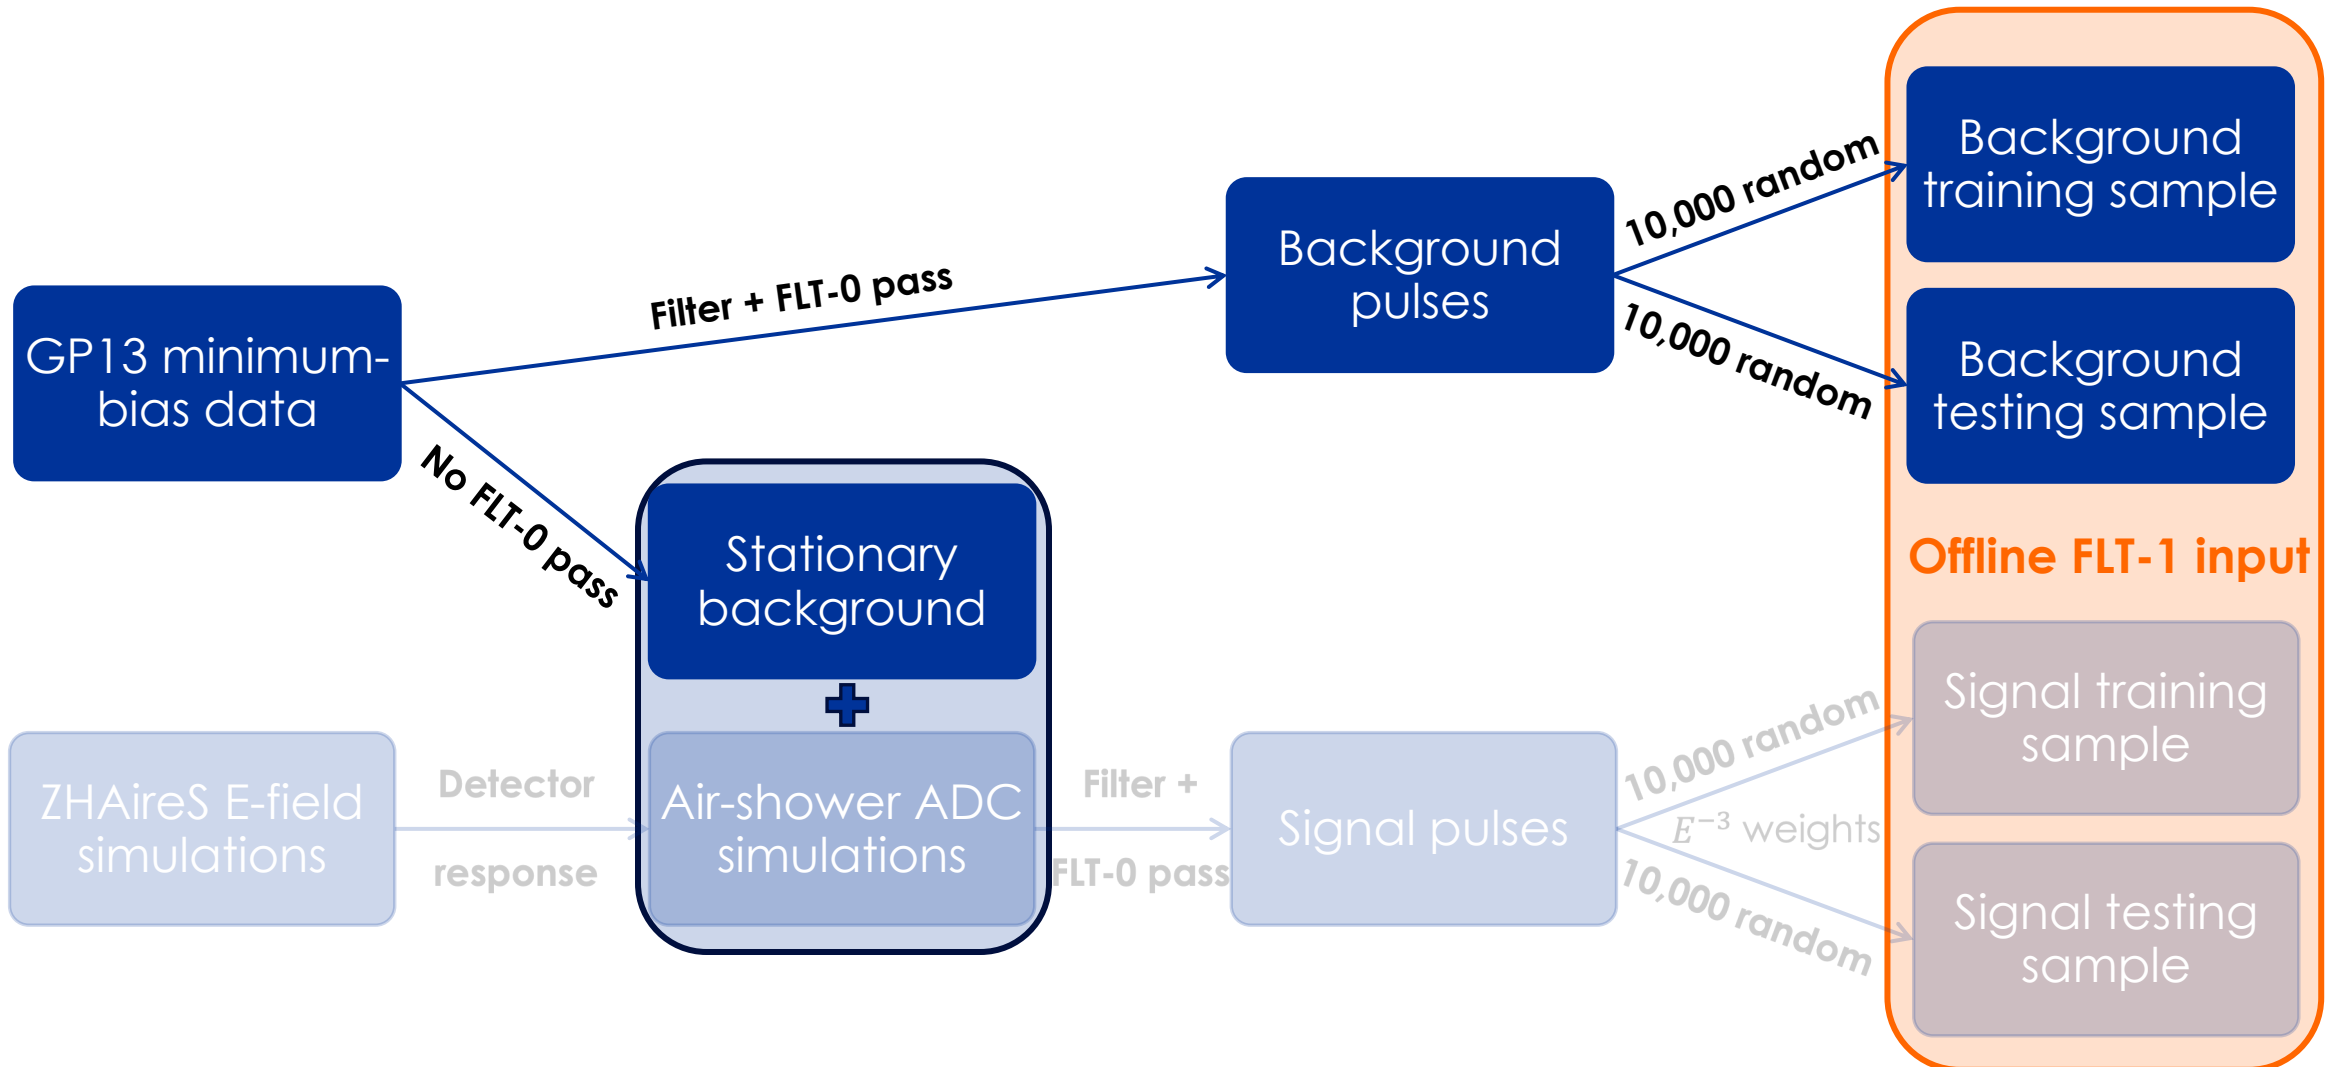 GP13 minimum-
bias data
Filter + FLT-0 pass
No FLT-0 pass
Background
pulses
10,000 random
10,000 random
Background
training sample
Background
testing sample
Offline FLT-1 input
Stationary
background
ZHAireS E-field
simulations
Detector
response
Air-shower ADC
simulations
Filter +
FLT-0 pass
Signal pulses
10,000 random
E⁻³ weights
10,000 random
Signal training
sample
Signal testing
sample